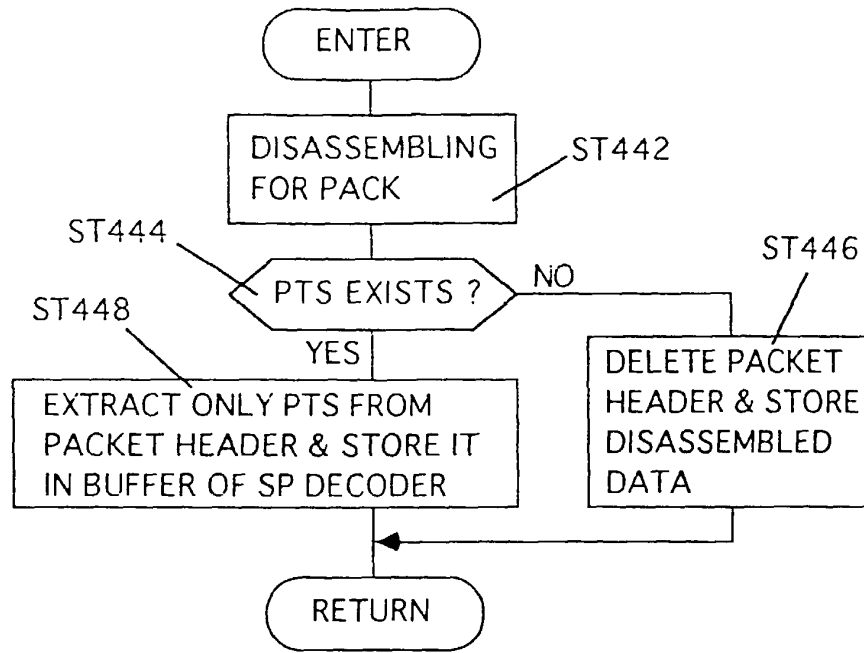 ENTER
DISASSEMBLING
FOR PACK
ST442
ST444
PTS EXISTS ?
NO
ST446
ST448
YES
EXTRACT ONLY PTS FROM
PACKET HEADER & STORE IT
IN BUFFER OF SP DECODER
DELETE PACKET
HEADER & STORE
DISASSEMBLED
DATA
RETURN